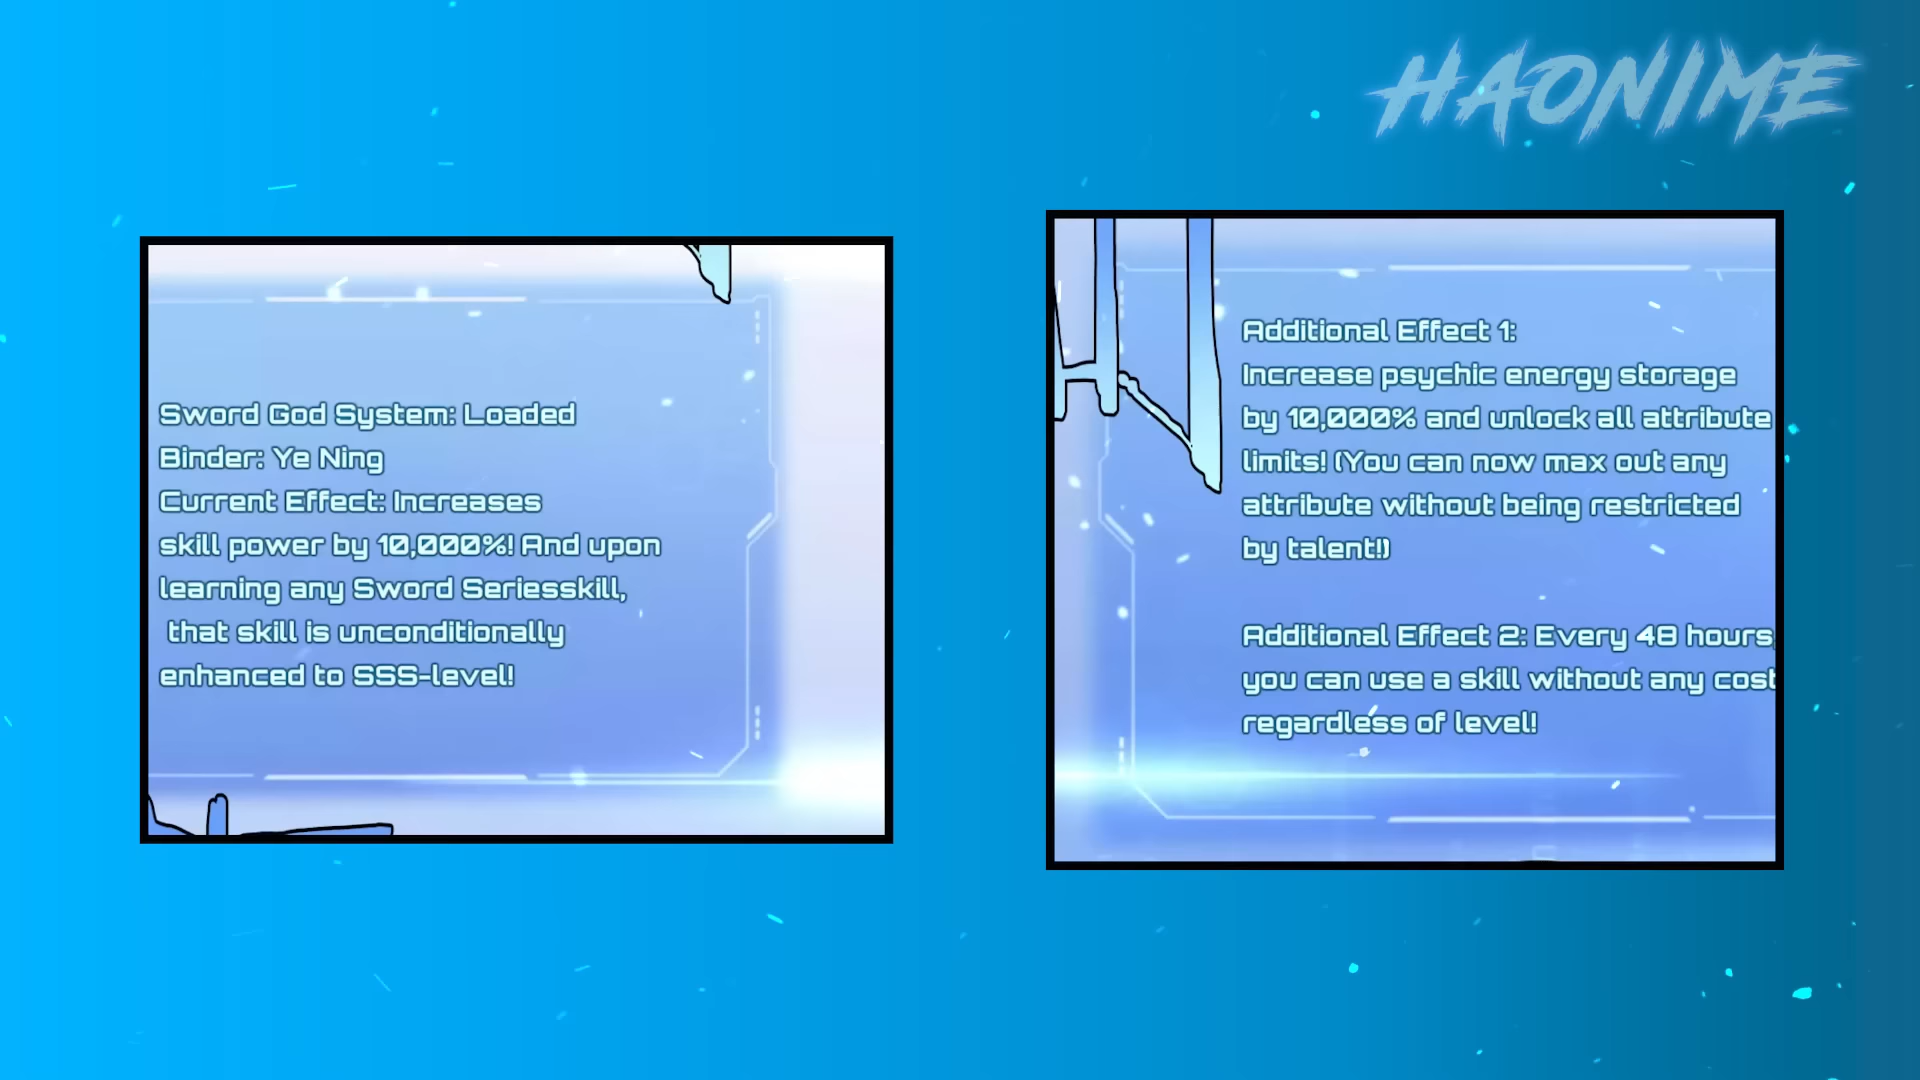 HAONIME
Sword God System: Loaded
Binder: Ye Ning
Current Effect: Increases
skill power by 10,000%! And upon
learning any Sword Seriesskill,
that skill is unconditionally
enhanced to SSS-level!
Additional Effect 1:
Increase psychic energy storage
by 10,000% and unlock all attribute
limits! (You can now max out any
attribute without being restricted
by talent!)
Additional Effect 2: Every 48 hours,
you can use a skill without any cost
regardless of level!